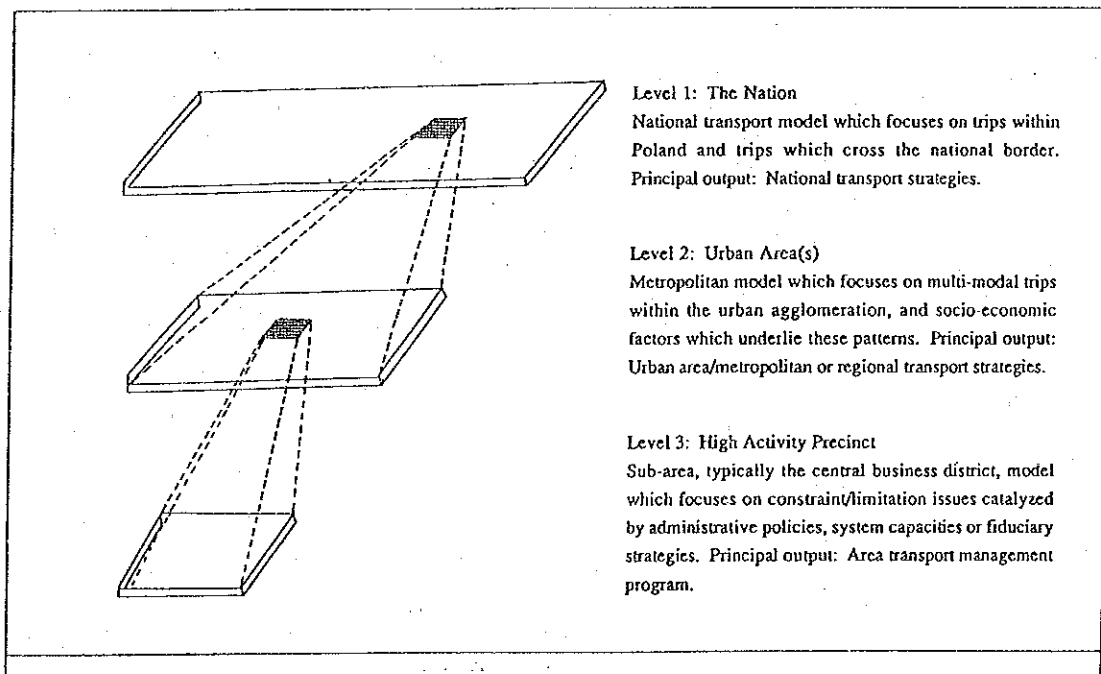 Level 1: The Nation
National transport model which focuses on trips within
Poland and trips which cross the national border.
Principal output: National transport strategies.
Level 2: Urban Area(s)
Metropolitan model which focuses on multi-modal trips
within the urban agglomeration, and socio-economic
factors which underlie these patterns. Principal output:
Urban area/metropolitan or regional transport strategies.
Level 3: High Activity Precinct
Sub-area, typically the central business district, model
which focuses on constraint/limitation issues catalyzed
by administrative policies, system capacities or fiduciary
strategies. Principal output: Area transport management
program.